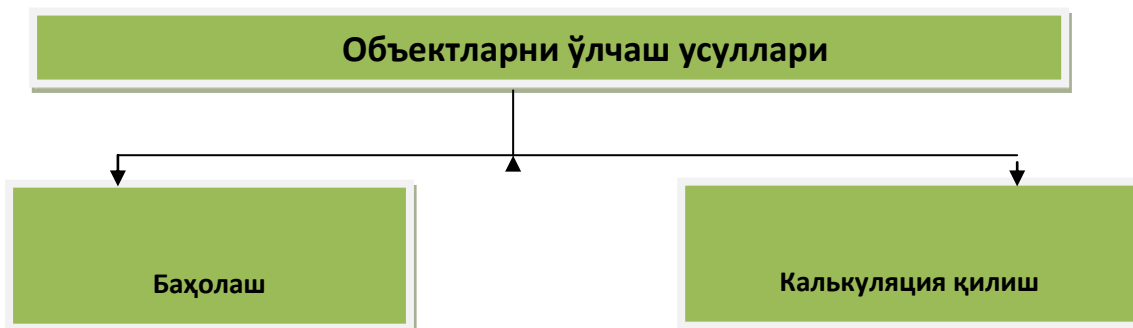 Объектларни ўлчаш усуллари
Баҳолаш
Калькуляция қилиш